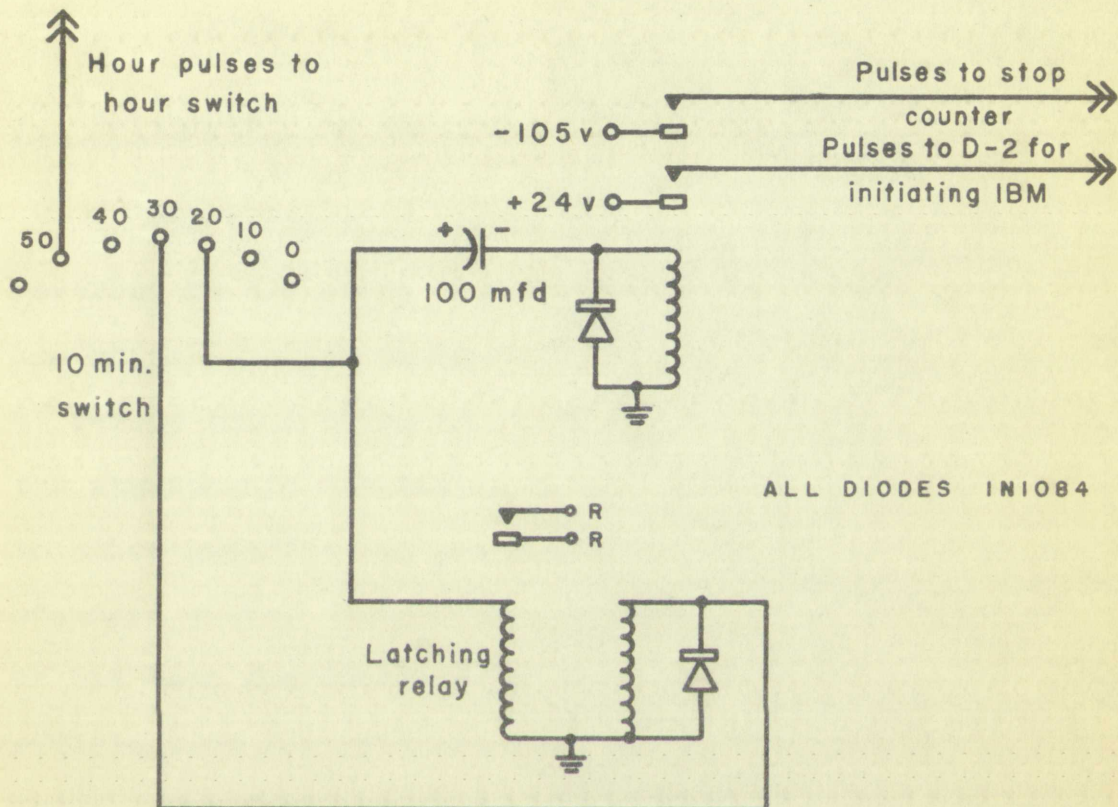 Hour pulses to
hour switch
Pulses to stop
counter
-105 v
Pulses to D-2 for
initiating IBM
+24 v
50
40
30
20
10
0
+
-
100 mfd
10 min.
switch
ALL DIODES 1N1084
R
R
Latching
relay